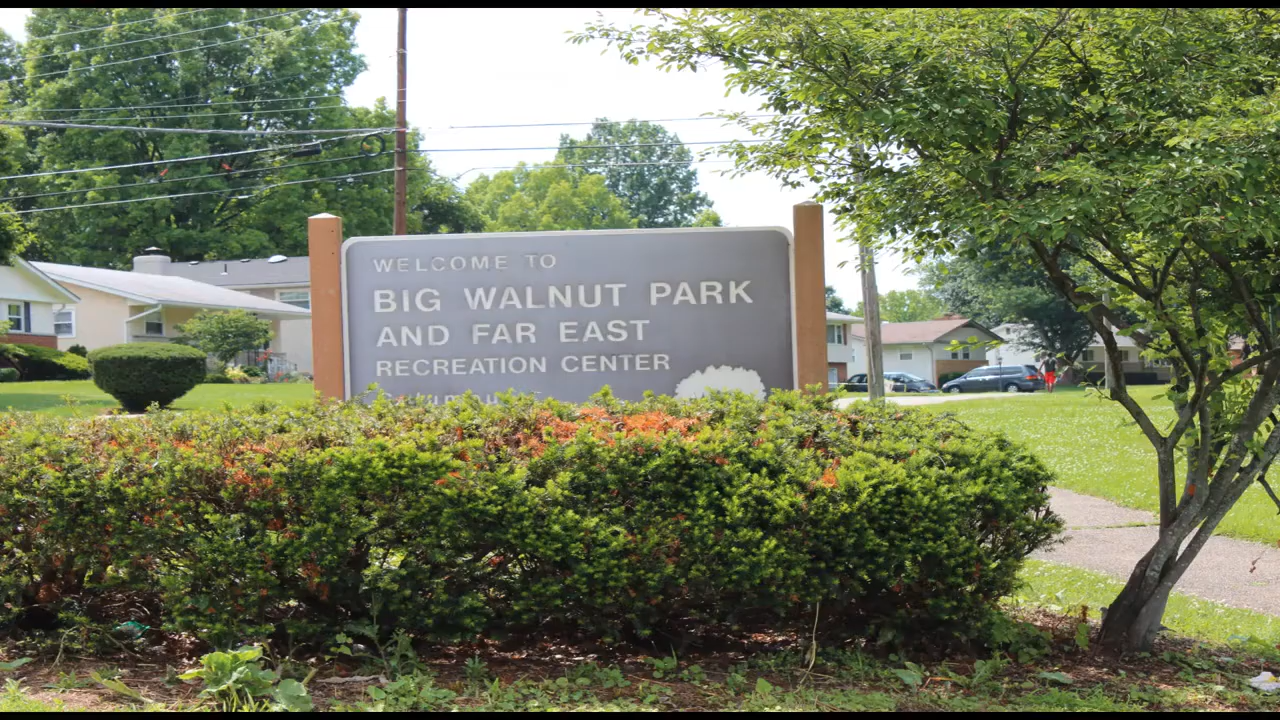 WELCOME TO
BIG WALNUT PARK
AND FAR EAST
RECREATION CENTER